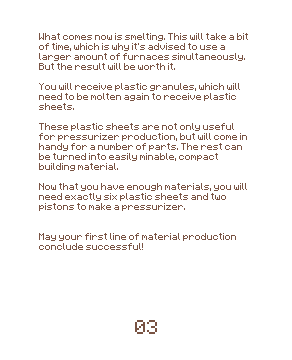 What comes now is smelting. This will take a bit
of time, which is why it's advised to use a
larger amount of furnaces simultaneously.
But the result will be worth it.
You will receive plastic granules, which will
need to be molten again to receive plastic
sheets.
These plastic sheets are not only useful
for pressurizer production, but will come in
handy for a number of parts. The rest can
be turned into easily minable, compact
building material.
Now that you have enough materials, you will
need exactly six plastic sheets and two
pistons to make a pressurizer.
May your first line of material production
conclude successful!
03